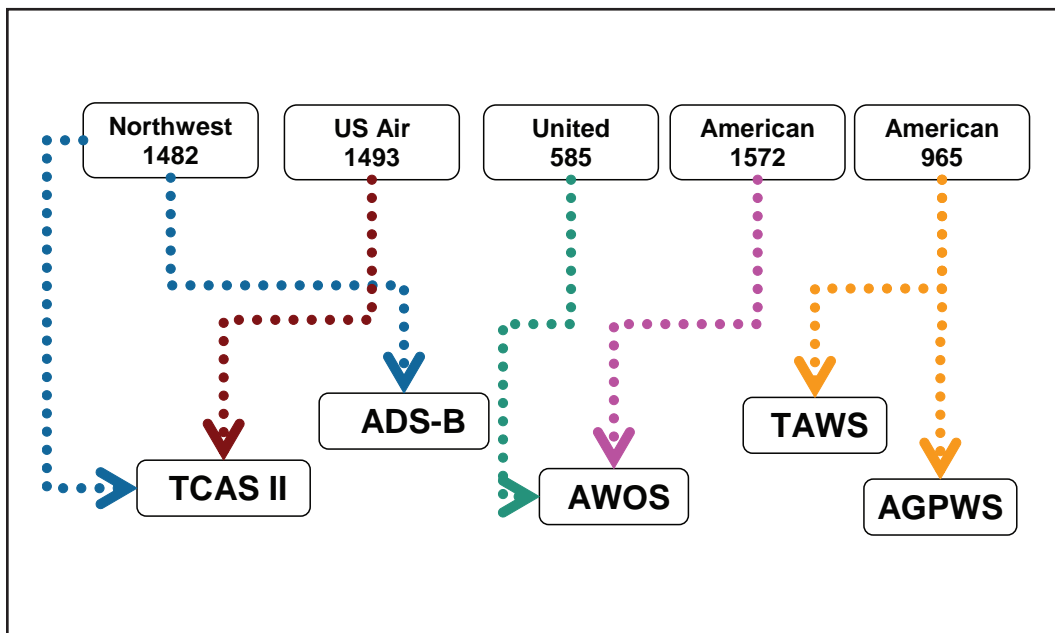 Northwest
1482
US Air
1493
United
585
American
1572
American
965
ADS-B
TAWS
TCAS II
AWOS
AGPWS